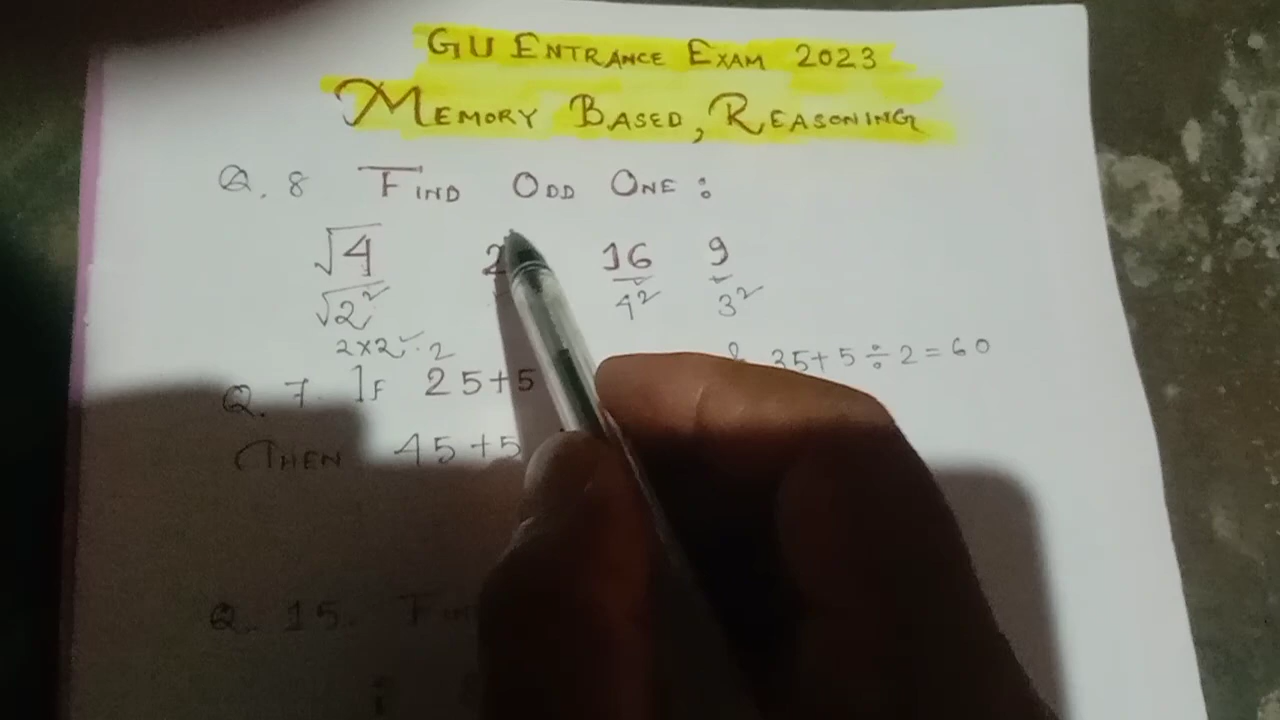 GU ENTRANCE EXAM 2023
MEMORY BASED, REASONING
Q. 8 FIND ODD ONE :
√4 2 16 9
√2² 4² 3²
2×2 2
Q. 7. IF 25+5 35+5÷2=60
THEN 45+5
Q. 15.